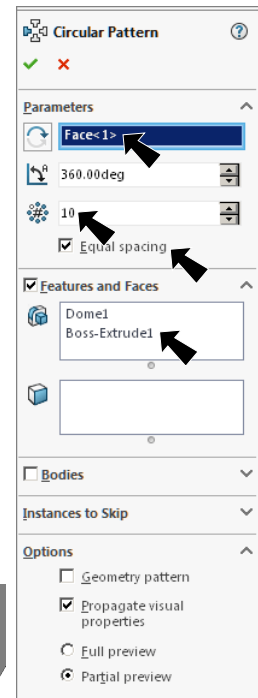 Circular Pattern
?
Parameters
Face<1>
A
360.00deg
#
10
Equal spacing
Features and Faces
Dome1
Boss-Extrude1
Bodies
Instances to Skip
Options
Geometry pattern
Propagate visual
properties
Full preview
Partial preview